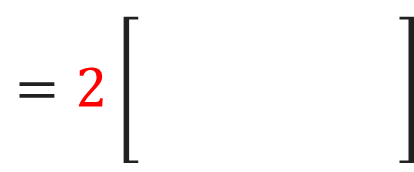 = 2 [ ]